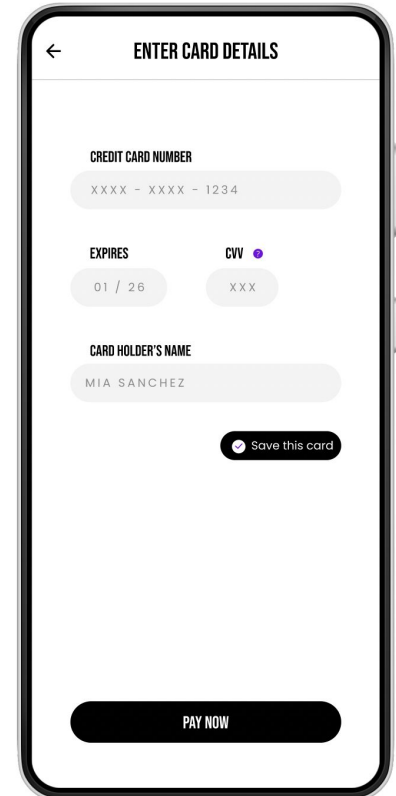 ENTER CARD DETAILS
CREDIT CARD NUMBER
XXXX - XXXX - 1234
EXPIRES CVV ?
01 / 26 XXX
CARD HOLDER'S NAME
MIA SANCHEZ
Save this card
PAY NOW